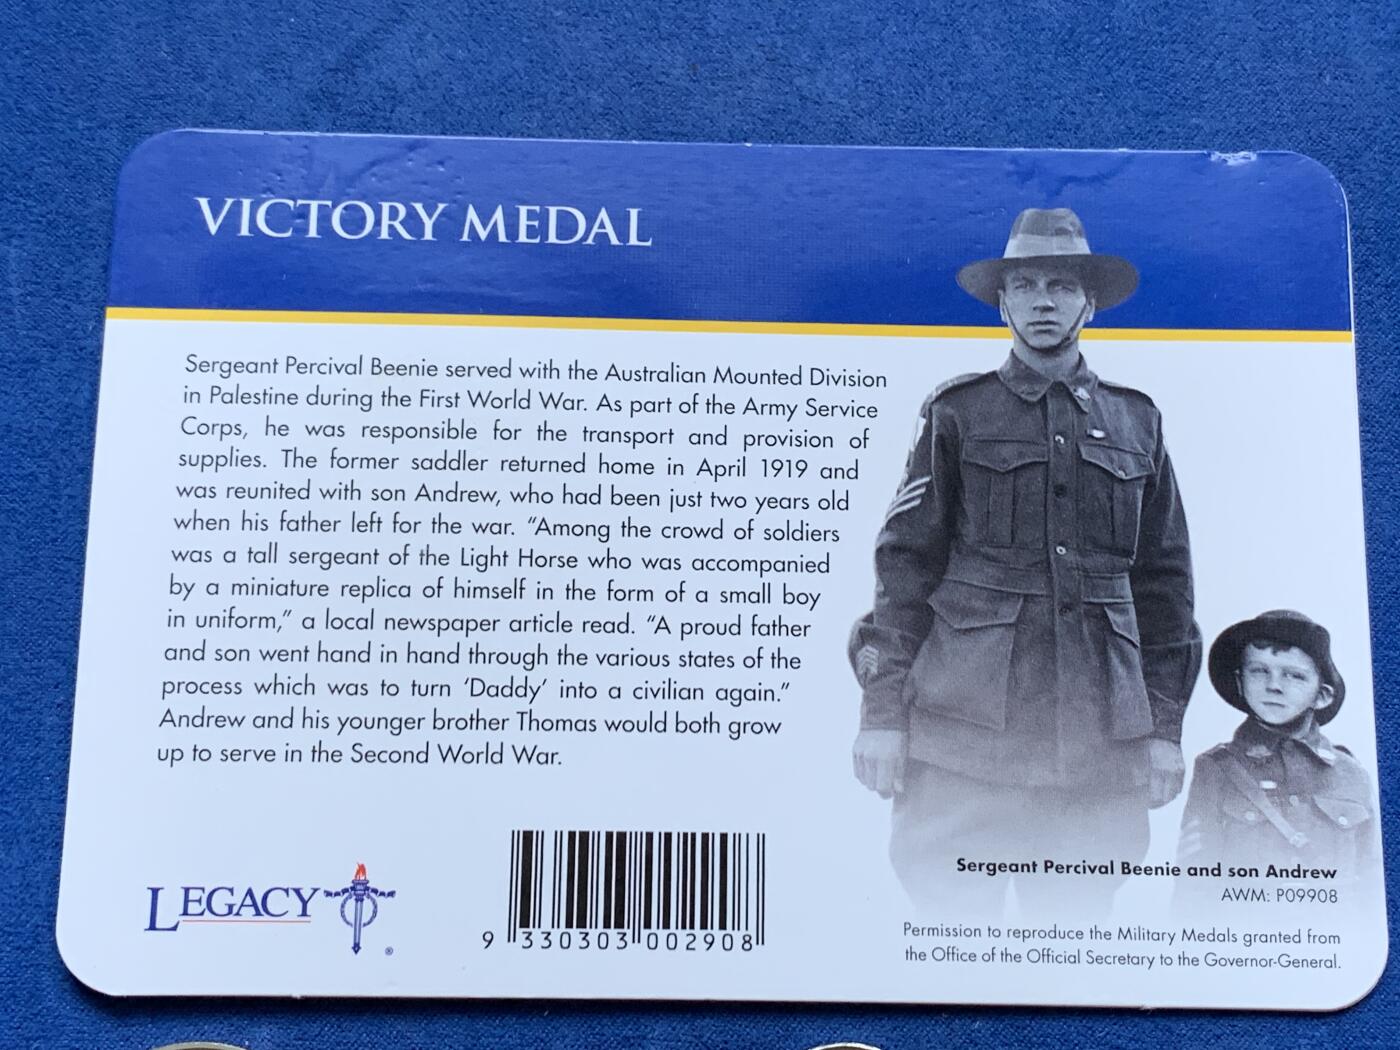 VICTORY MEDAL
Sergeant Percival Beenie served with the Australian Mounted Division
in Palestine during the First World War. As part of the Army Service
Corps, he was responsible for the transport and provision of
supplies. The former saddler returned home in April 1919 and
was reunited with son Andrew, who had been just two years old
when his father left for the war. “Among the crowd of soldiers
was a tall sergeant of the Light Horse who was accompanied
by a miniature replica of himself in the form of a small boy
in uniform,” a local newspaper article read. “A proud father
and son went hand in hand through the various states of the
process which was to turn ‘Daddy’ into a civilian again.”
Andrew and his younger brother Thomas would both grow
up to serve in the Second World War.
LEGACY ®
9 330303 002908
Sergeant Percival Beenie and son Andrew
AWM: P09908
Permission to reproduce the Military Medals granted from
the Office of the Official Secretary to the Governor-General.